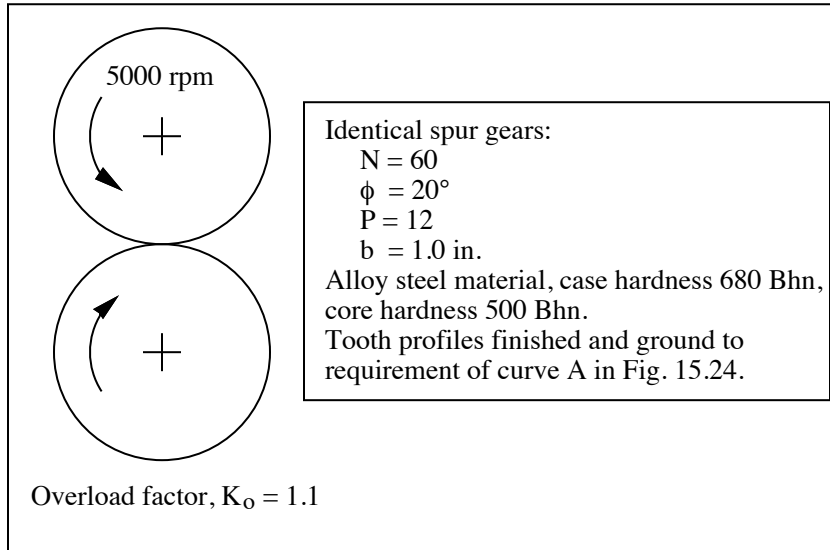 5000 rpm
Identical spur gears:
N = 60
ϕ = 20°
P = 12
b = 1.0 in.
Alloy steel material, case hardness 680 Bhn,
core hardness 500 Bhn.
Tooth profiles finished and ground to
requirement of curve A in Fig. 15.24.
Overload factor, Kₒ = 1.1